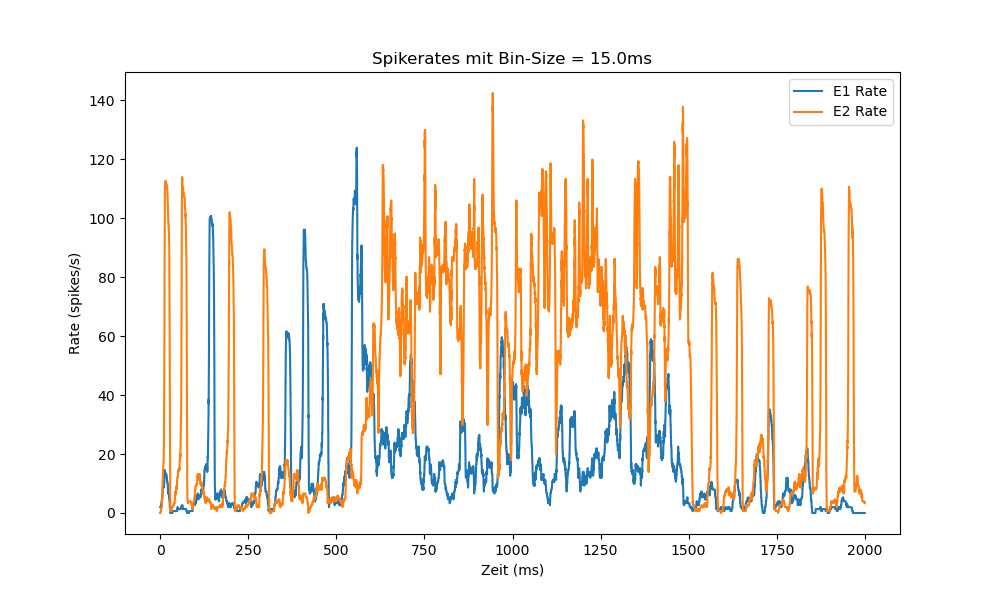 Spikerates mit Bin-Size = 15.0ms
E1 Rate
E2 Rate
Rate (spikes/s)
140
120
100
80
60
40
20
0
0 250 500 750 1000 1250 1500 1750 2000
Zeit (ms)